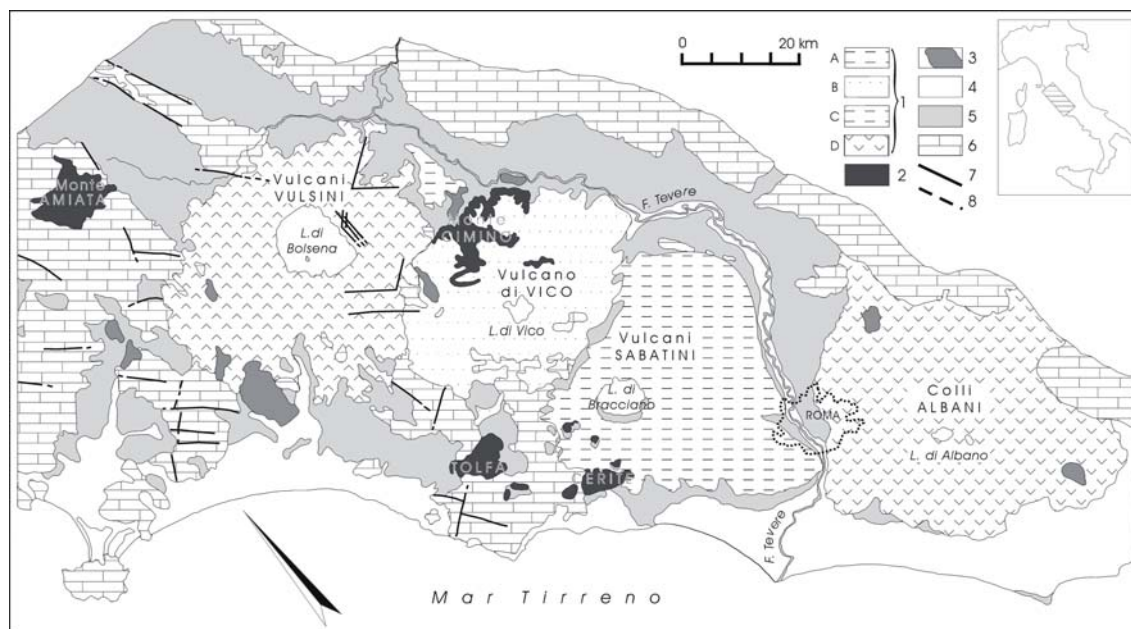 0 20 km
A
B
C
D
1
2
3
4
5
6
7
8
Monte
AMIATA
Vulcani
VULSINI
L. di
Bolsena
Monte
CIMINO
F. Tevere
Vulcano
di VICO
L. di Vico
Vulcani
SABATINI
L. di
Bracciano
ROMA
Colli
ALBANI
L. di Albano
TOLFA
CERITE
F. Tevere
Mar Tirreno